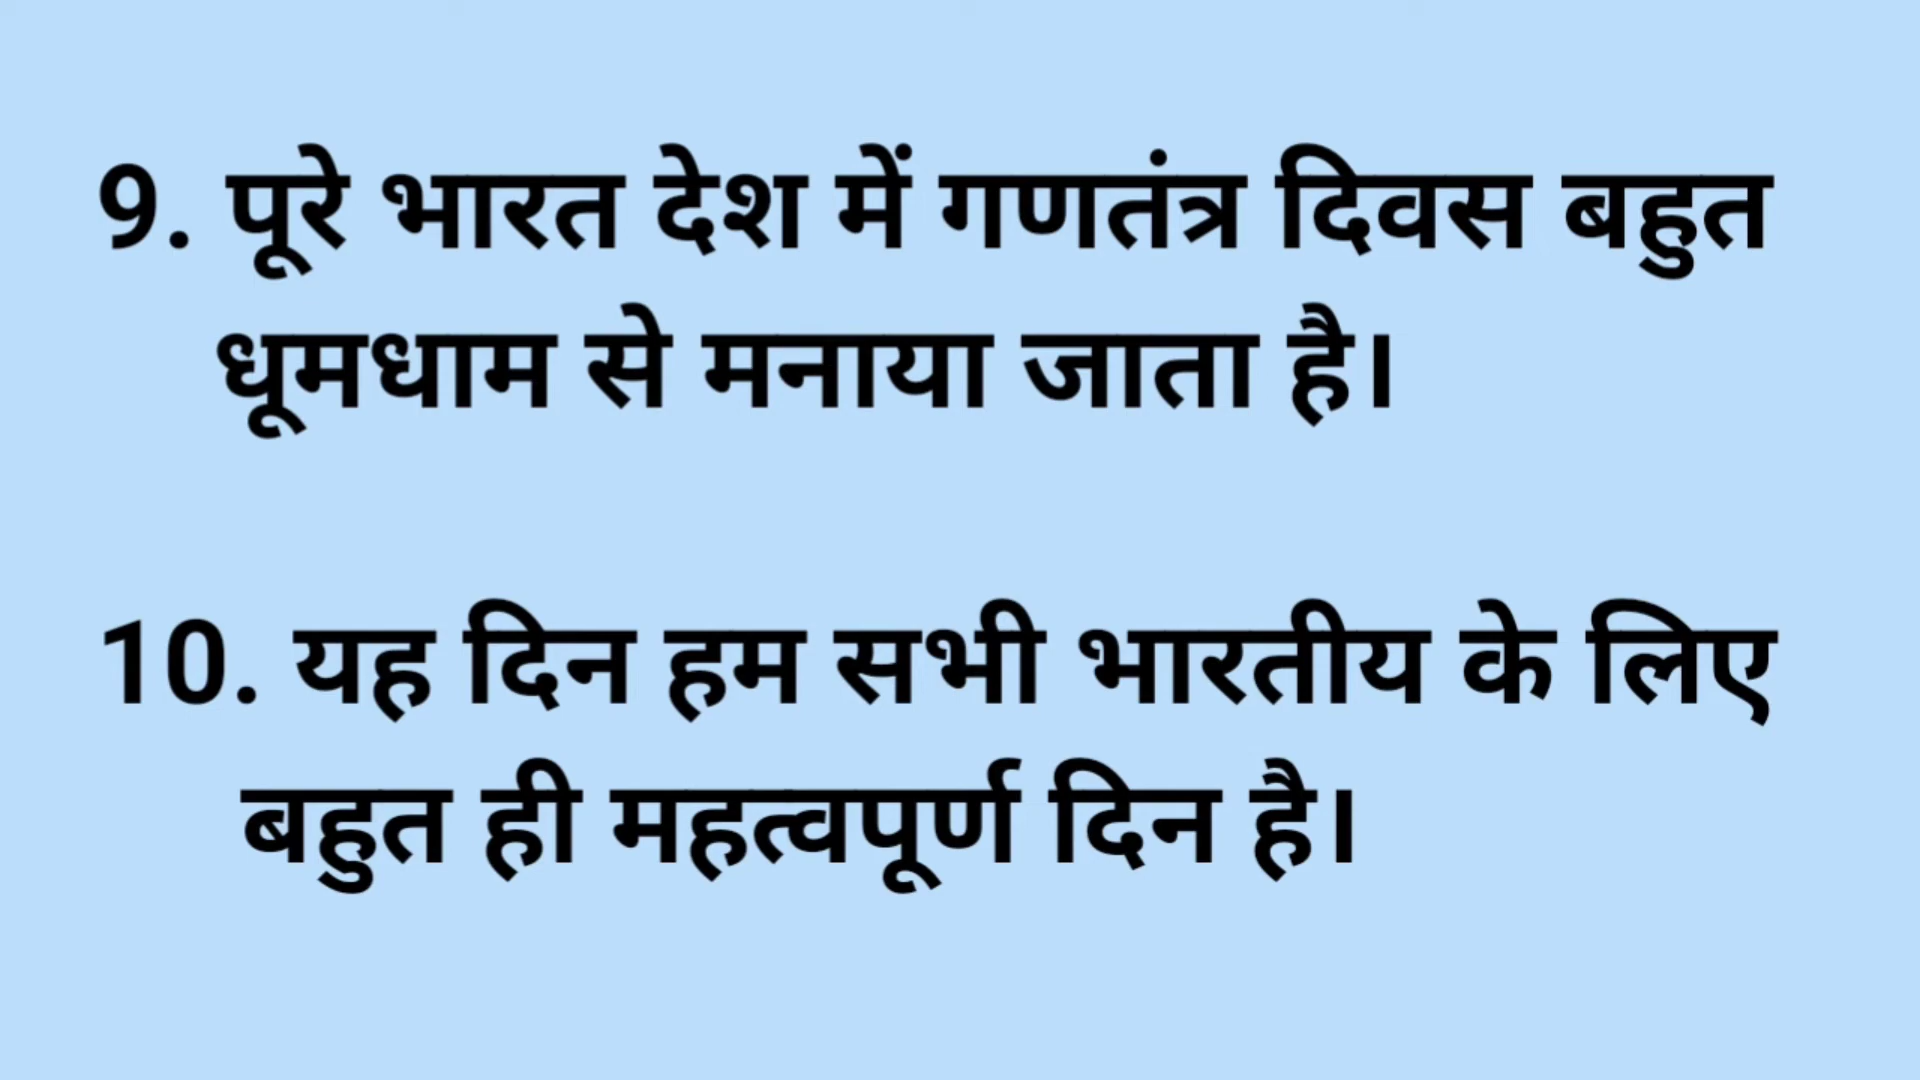 9. पूरे भारत देश में गणतंत्र दिवस बहुत
धूमधाम से मनाया जाता है।
10. यह दिन हम सभी भारतीय के लिए
बहुत ही महत्वपूर्ण दिन है।